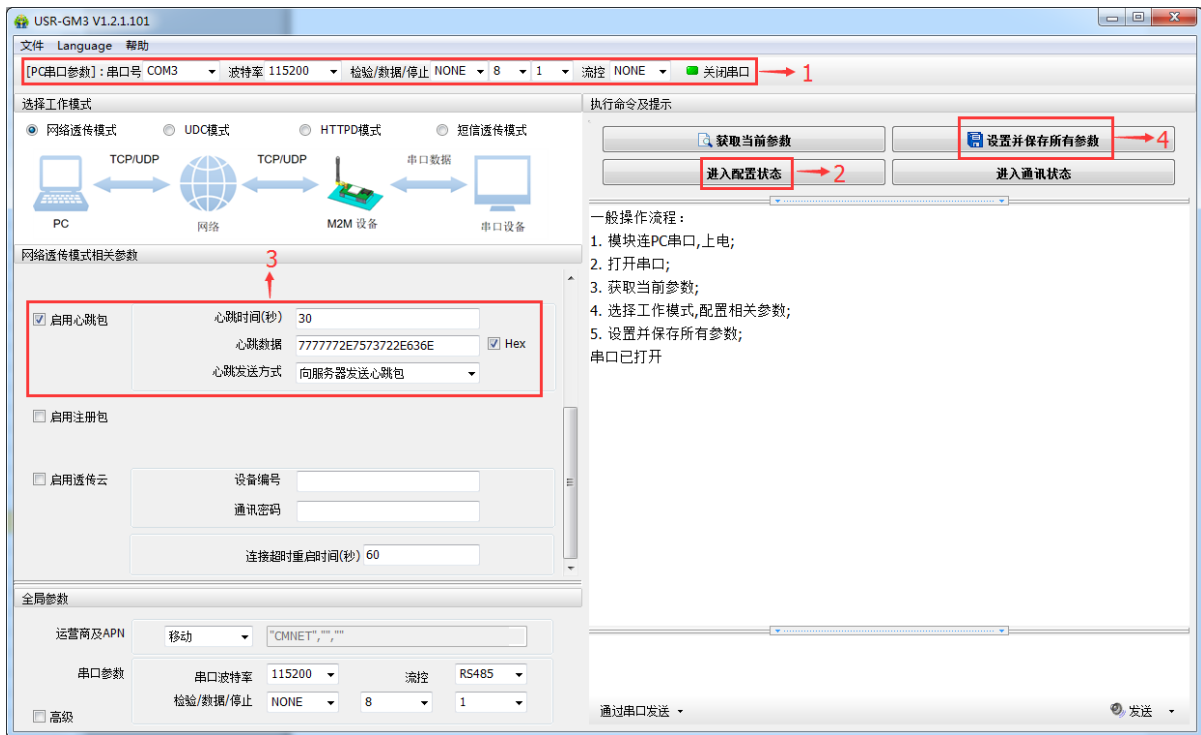 USR-GM3 V1.2.1.101
文件 Language 帮助
[PC串口参数]：串口号 COM3 波特率 115200 检验/数据/停止 NONE 8 1 流控 NONE 关闭串口 1
选择工作模式
网络透传模式 UDC模式 HTTPD模式 短信透传模式
TCP/UDP TCP/UDP 串口数据
PC 网络 M2M 设备 串口设备
网络透传模式相关参数
3
启用心跳包 心跳时间(秒) 30
心跳数据 7777772E7573722E636E Hex
心跳发送方式 向服务器发送心跳包
启用注册包
启用透传云 设备编号
通讯密码
连接超时重启时间(秒) 60
全局参数
运营商及APN 移动 "CMNET","",""
串口参数 串口波特率 115200 流控 RS485
检验/数据/停止 NONE 8 1
高级
执行命令及提示
获取当前参数 设置并保存所有参数 4
进入配置状态 2 进入通讯状态
一般操作流程：
1. 模块连PC串口,上电;
2. 打开串口;
3. 获取当前参数;
4. 选择工作模式,配置相关参数;
5. 设置并保存所有参数;
串口已打开
通过串口发送 发送